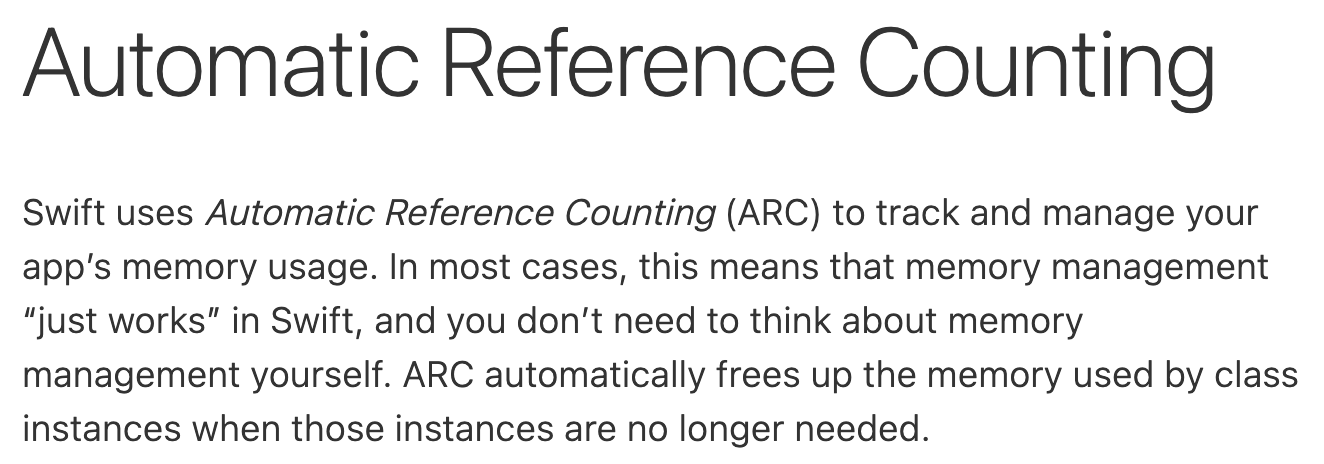 Automatic Reference Counting
Swift uses Automatic Reference Counting (ARC) to track and manage your
app’s memory usage. In most cases, this means that memory management
“just works” in Swift, and you don’t need to think about memory
management yourself. ARC automatically frees up the memory used by class
instances when those instances are no longer needed.